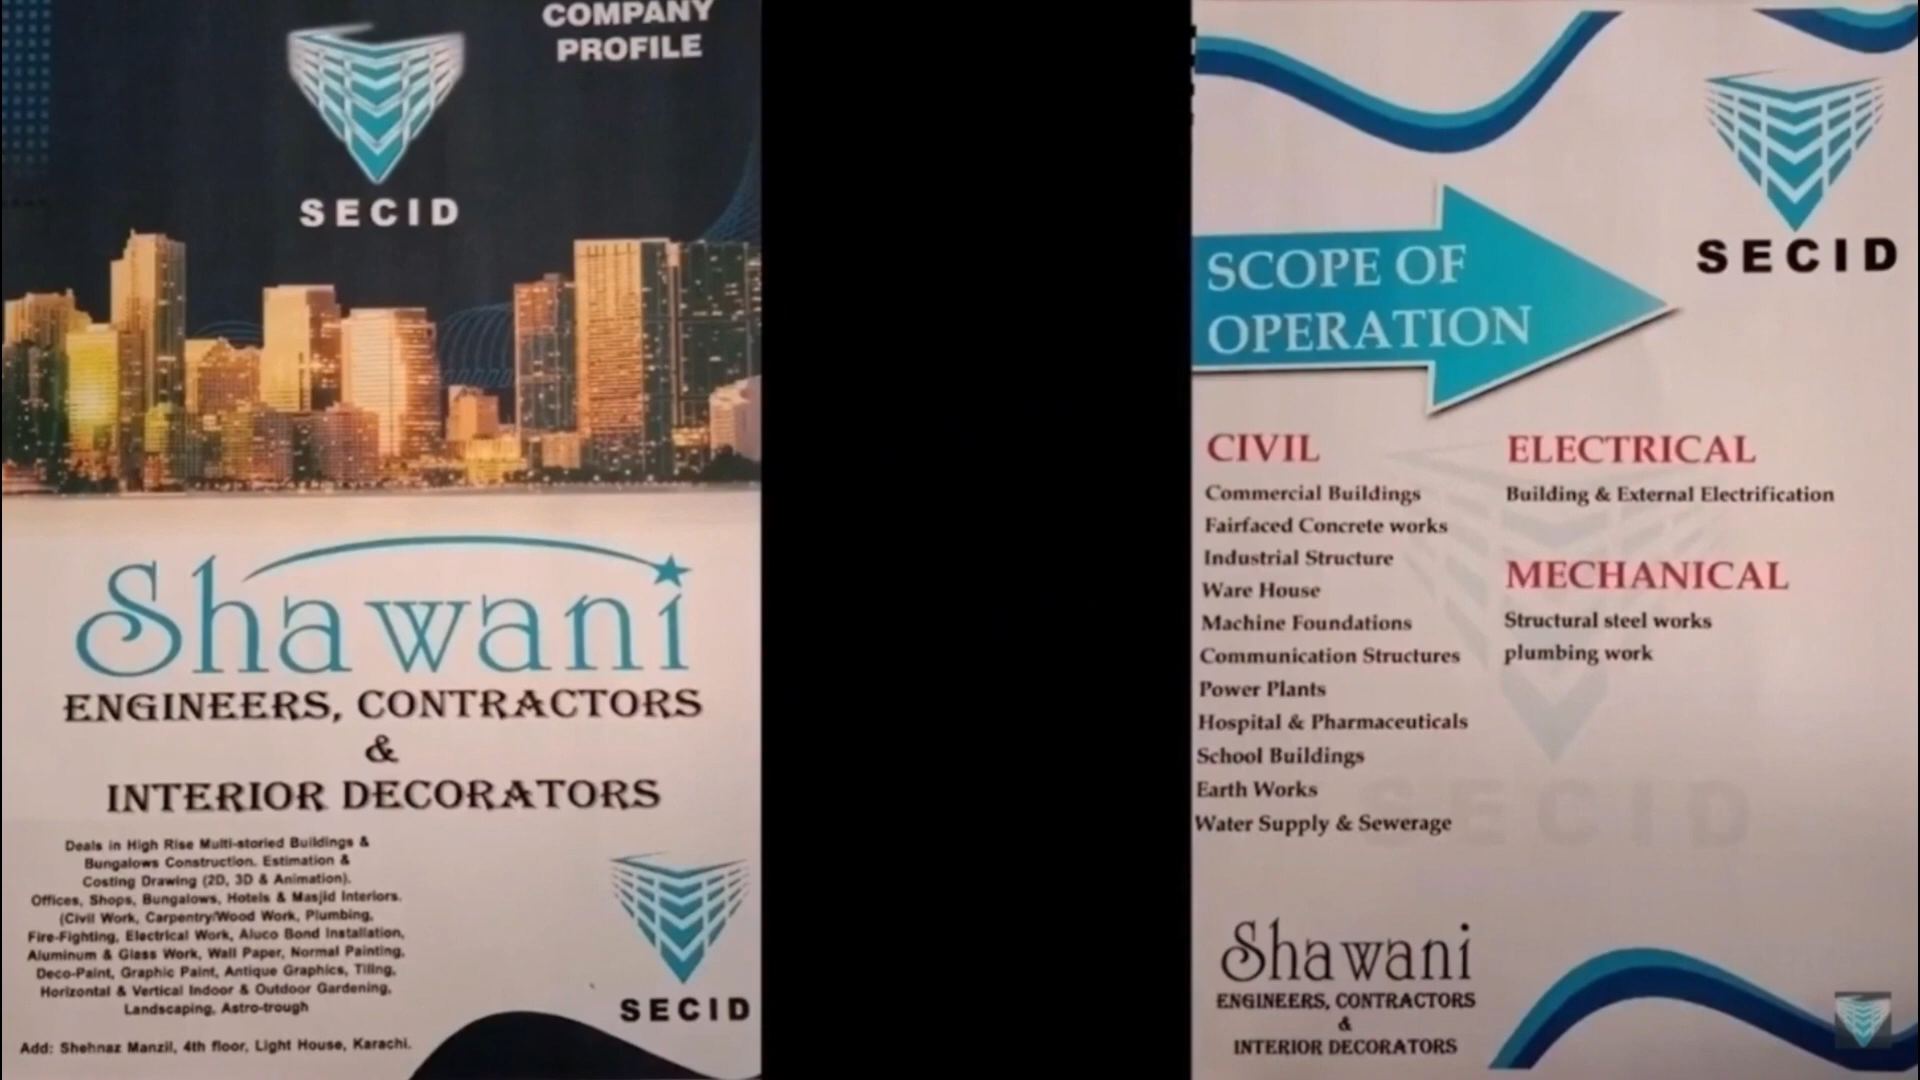 COMPANY
PROFILE
SECID
Shawani
ENGINEERS, CONTRACTORS
&
INTERIOR DECORATORS
Deals in High Rise Multi-storied Buildings &
Bungalows Construction. Estimation &
Costing Drawing (2D, 3D & Animation).
Offices, Shops, Bungalows, Hotels & Masjid Interiors.
(Civil Work, Carpentry/Wood Work, Plumbing,
Fire-Fighting, Electrical Work, Aluco Bond Installation,
Aluminum & Glass Work, Wall Paper, Normal Painting,
Deco-Paint, Graphic Paint, Antique Graphics, Tiling,
Horizontal & Vertical Indoor & Outdoor Gardening,
Landscaping, Astro-trough
SECID
Add: Shehnaz Manzil, 4th floor, Light House, Karachi.
SECID
SCOPE OF
OPERATION
CIVIL
Commercial Buildings
Fairfaced Concrete works
Industrial Structure
Ware House
Machine Foundations
Communication Structures
Power Plants
Hospital & Pharmaceuticals
School Buildings
Earth Works
Water Supply & Sewerage
ELECTRICAL
Building & External Electrification
MECHANICAL
Structural steel works
plumbing work
SECID
Shawani
ENGINEERS, CONTRACTORS
&
INTERIOR DECORATORS